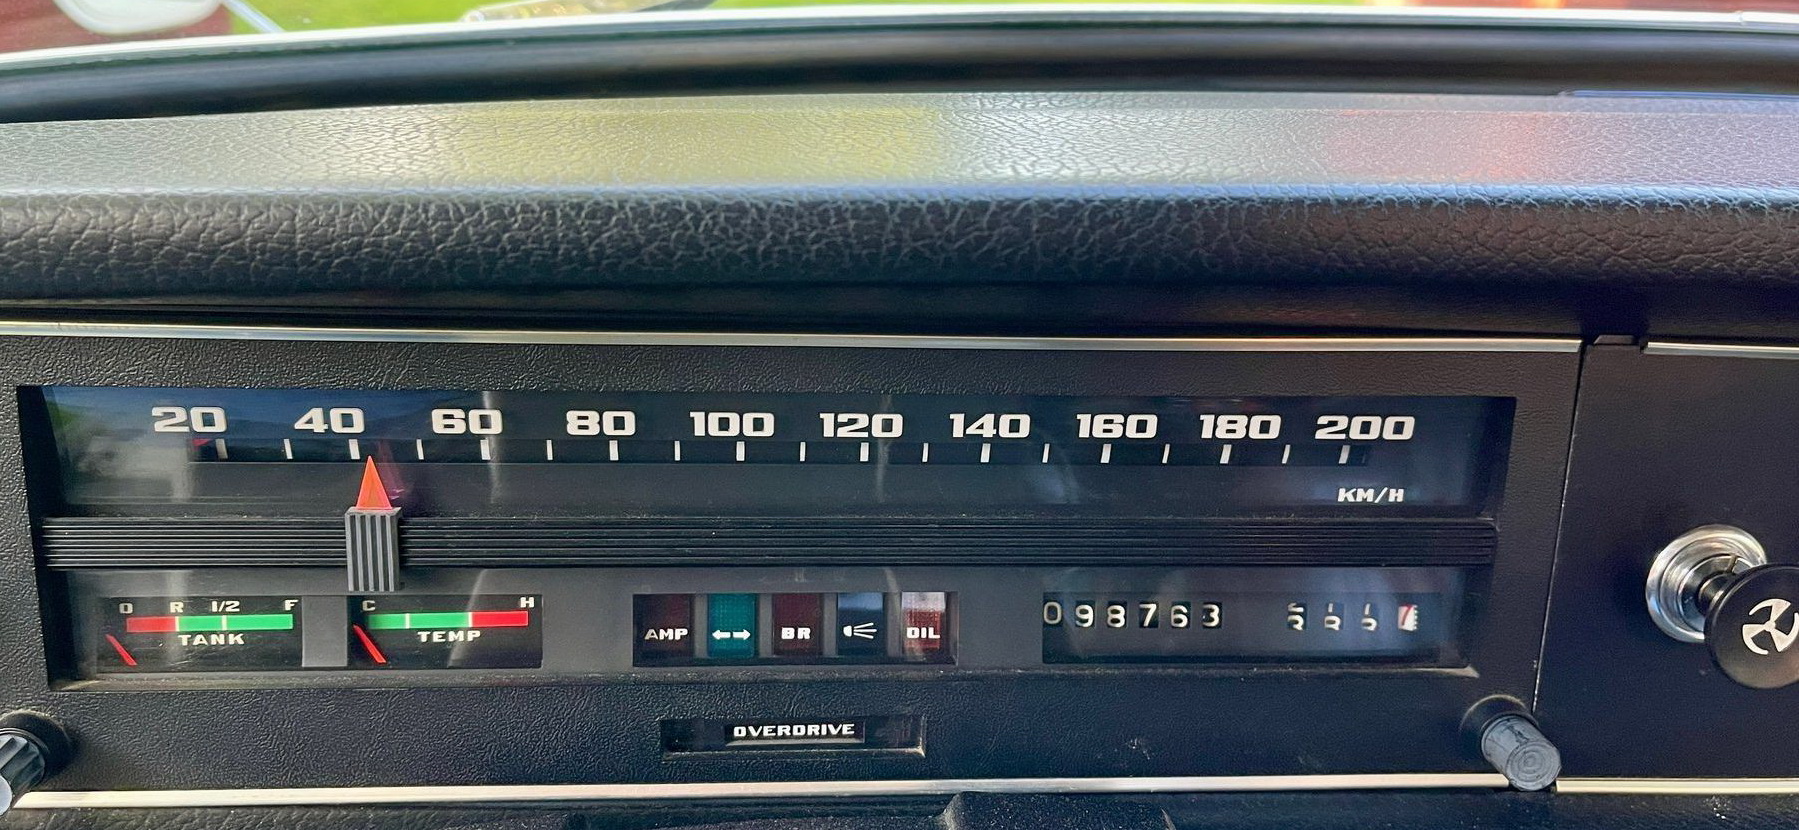 20 40 60 80 100 120 140 160 180 200
KM/H
0 R 1/2 F
TANK
C H
TEMP
AMP
BR
OIL
098763
OVERDRIVE